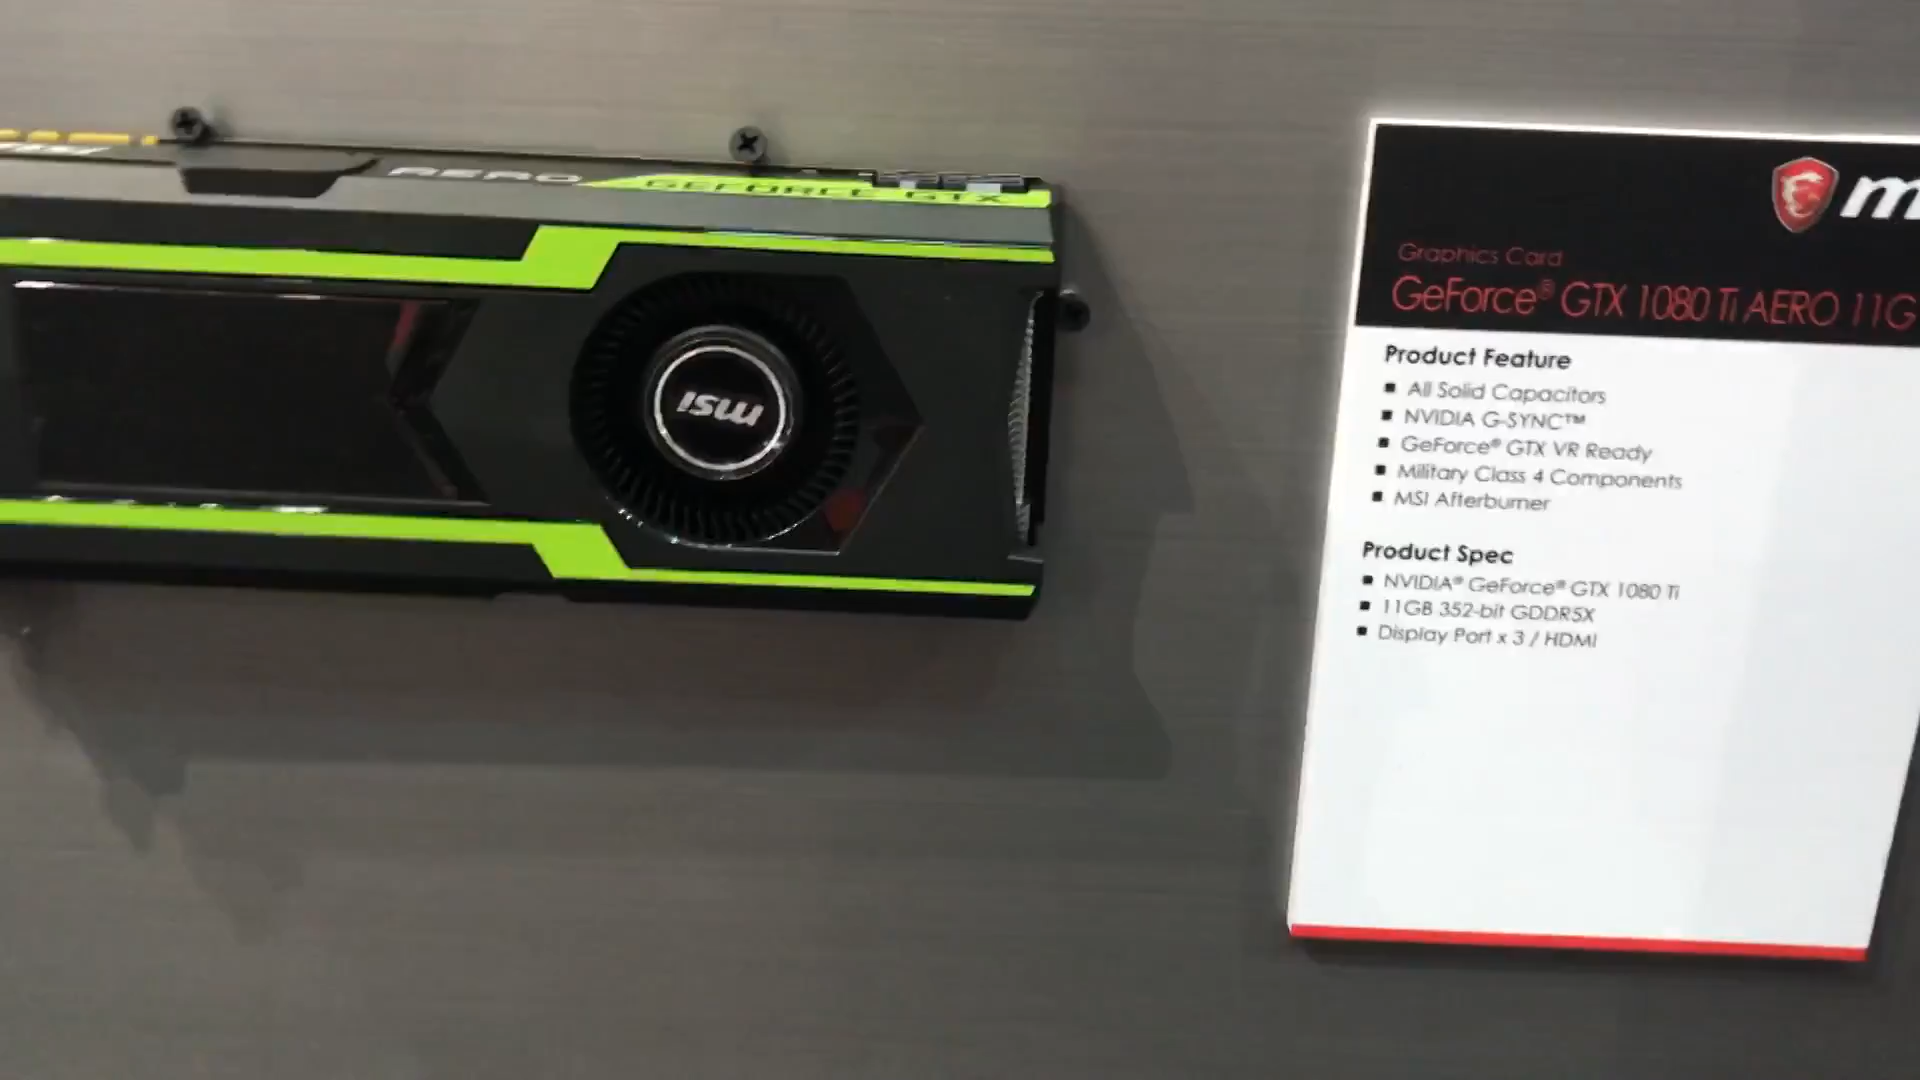 AERO
GEFORCE GTX
msi
Graphics Card
GeForce® GTX 1080 Ti AERO 11G
Product Feature
▪ All Solid Capacitors
▪ NVIDIA G-SYNC™
▪ GeForce® GTX VR Ready
▪ Military Class 4 Components
▪ MSI Afterburner
Product Spec
▪ NVIDIA® GeForce® GTX 1080 Ti
▪ 11GB 352-bit GDDR5X
▪ Display Port x 3 / HDMI